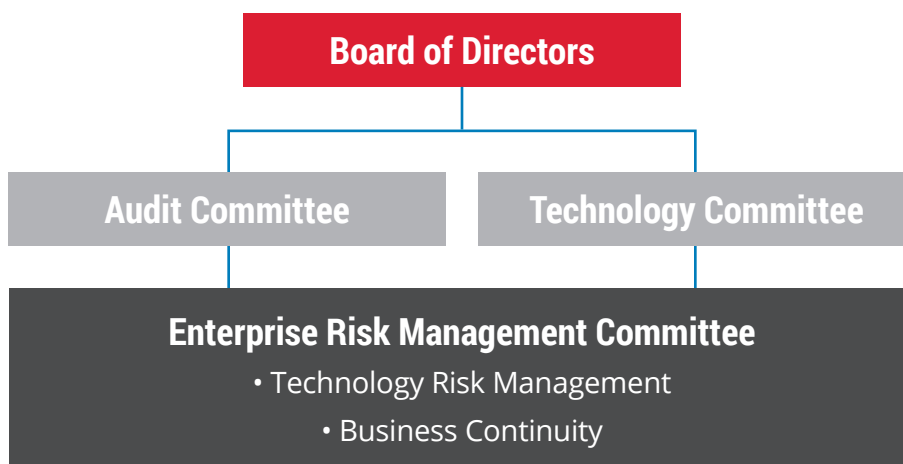 Board of Directors
Audit Committee
Technology Committee
Enterprise Risk Management Committee
• Technology Risk Management
• Business Continuity